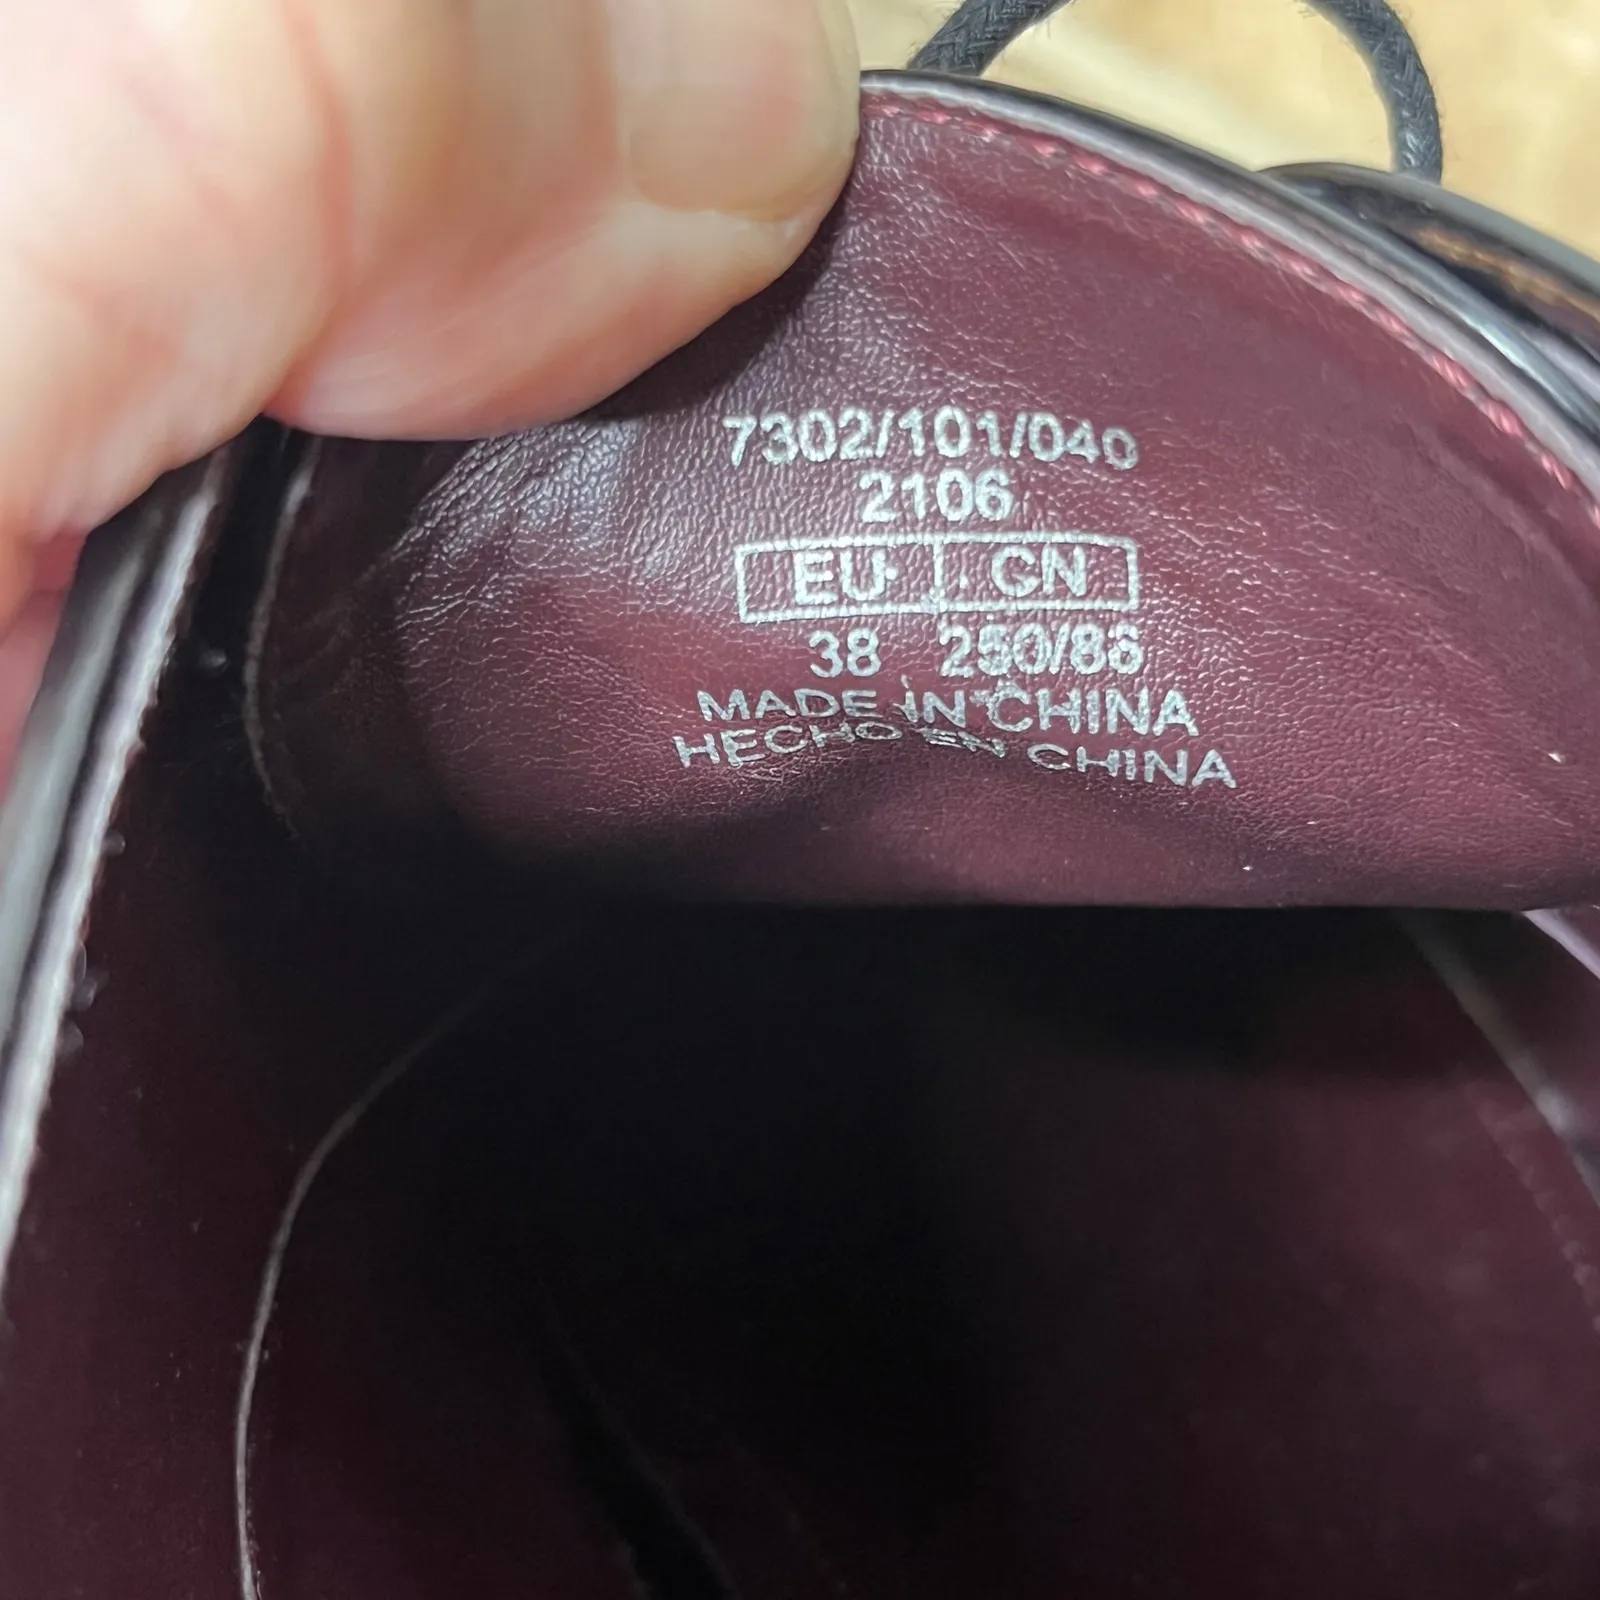 7302/101/040
2106
EU CN
38 250/86
MADE IN CHINA
HECHO EN CHINA